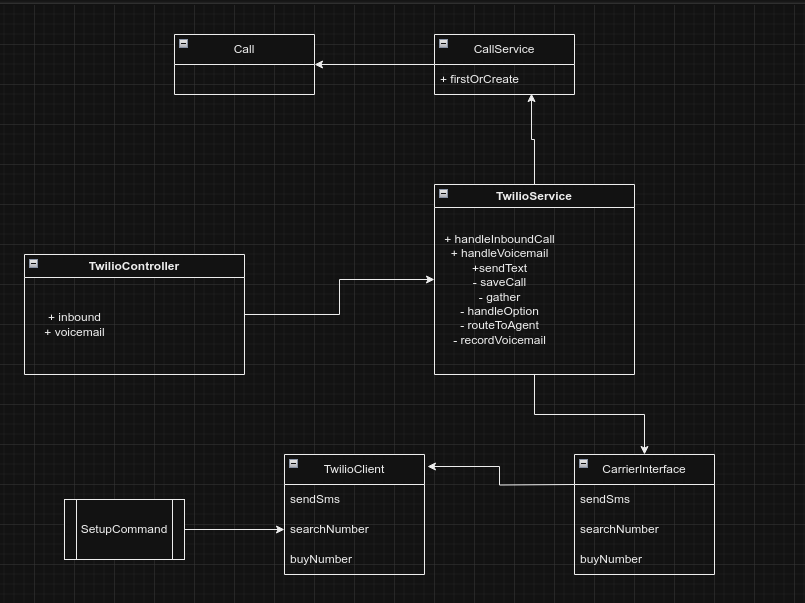 Call
CallService
+ firstOrCreate
TwilioService
+ handleInboundCall
+ handleVoicemail
+sendText
- saveCall
- gather
- handleOption
- routeToAgent
- recordVoicemail
TwilioController
+ inbound
+ voicemail
TwilioClient
sendSms
searchNumber
buyNumber
CarrierInterface
sendSms
searchNumber
buyNumber
SetupCommand